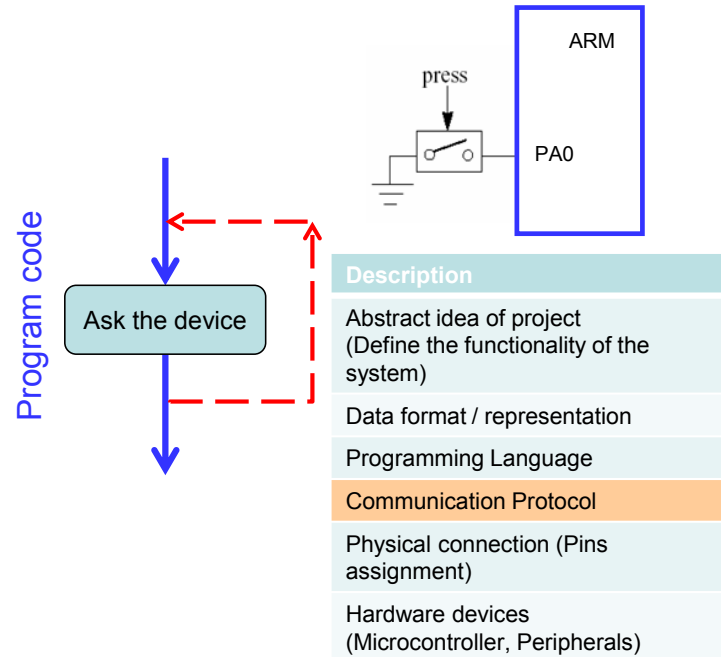 ARM
press
PA0
Program code
Ask the device
Description
Abstract idea of project
(Define the functionality of the
system)
Data format / representation
Programming Language
Communication Protocol
Physical connection (Pins
assignment)
Hardware devices
(Microcontroller, Peripherals)